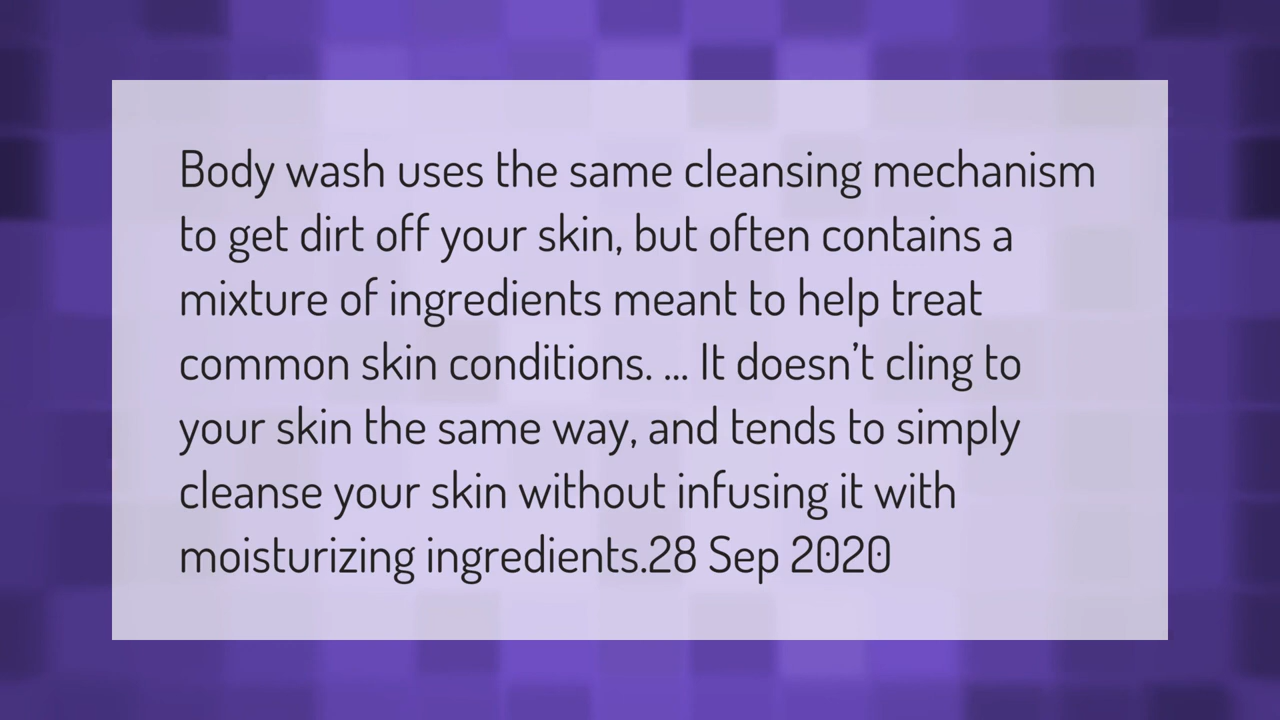 Body wash uses the same cleansing mechanism
to get dirt off your skin, but often contains a
mixture of ingredients meant to help treat
common skin conditions. ... It doesn’t cling to
your skin the same way, and tends to simply
cleanse your skin without infusing it with
moisturizing ingredients.28 Sep 2020